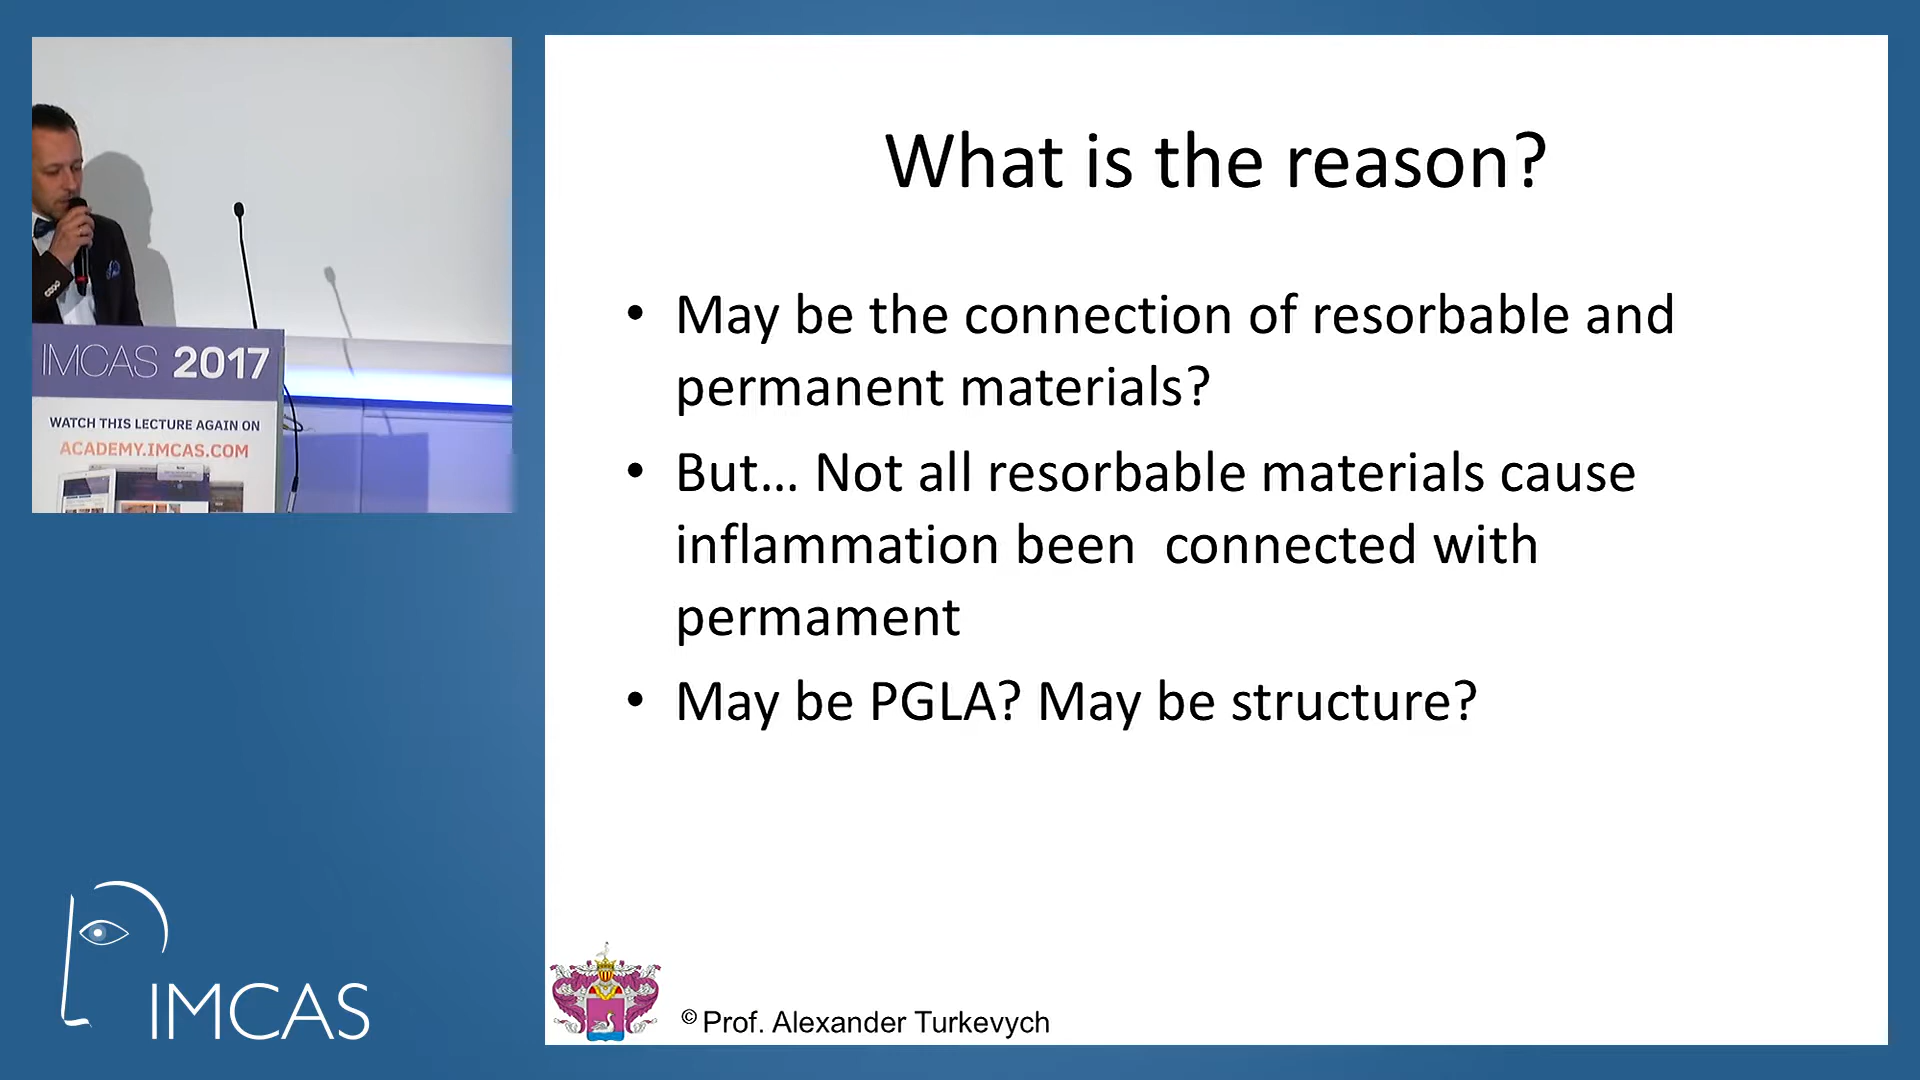 IMCAS 2017
WATCH THIS LECTURE AGAIN ON
ACADEMY.IMCAS.COM
IMCAS
What is the reason?
• May be the connection of resorbable and
permanent materials?
• But... Not all resorbable materials cause
inflammation been  connected with
permament
• May be PGLA? May be structure?
© Prof. Alexander Turkevych